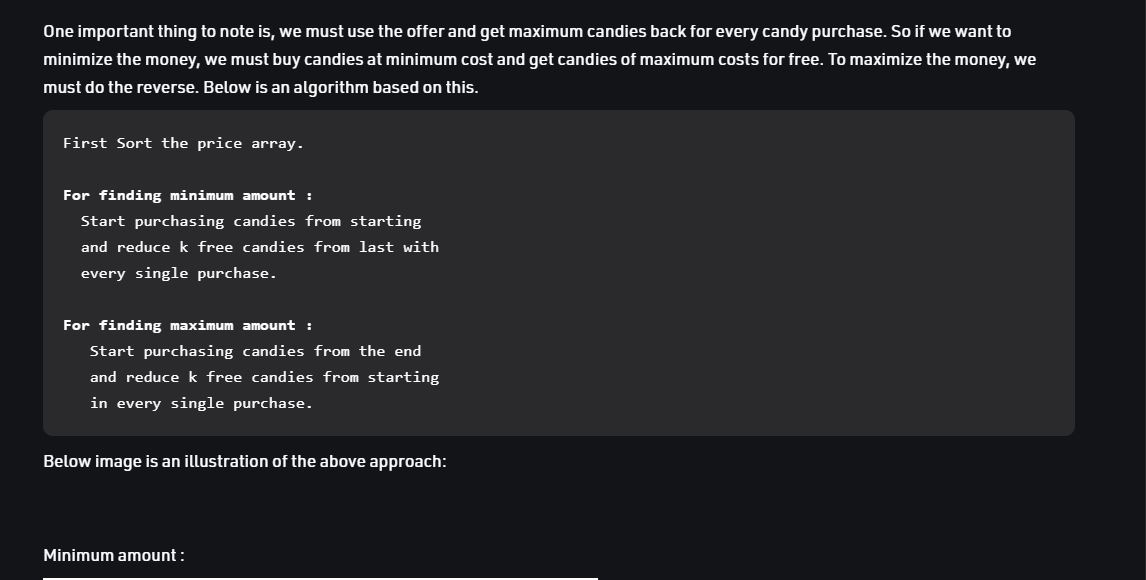 One important thing to note is, we must use the offer and get maximum candies back for every candy purchase. So if we want to
minimize the money, we must buy candies at minimum cost and get candies of maximum costs for free. To maximize the money, we
must do the reverse. Below is an algorithm based on this.
First Sort the price array.
For finding minimum amount :
Start purchasing candies from starting
and reduce k free candies from last with
every single purchase.
For finding maximum amount :
Start purchasing candies from the end
and reduce k free candies from starting
in every single purchase.
Below image is an illustration of the above approach:
Minimum amount :